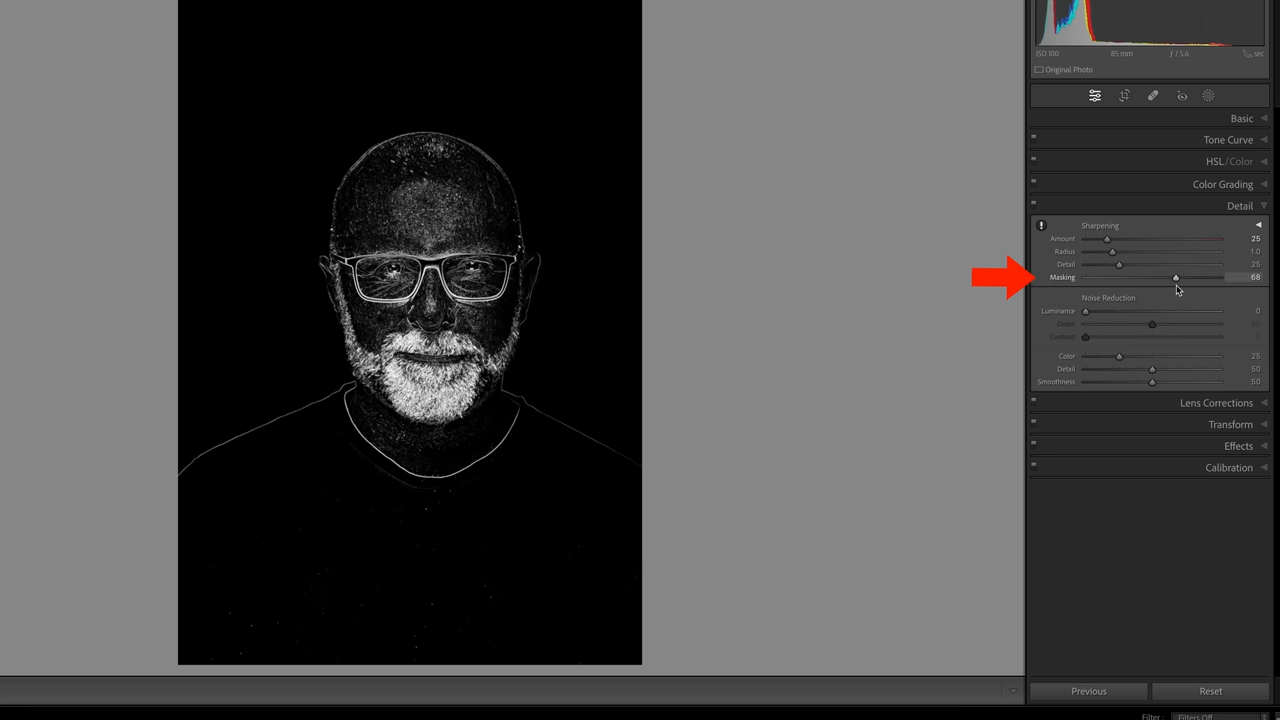 ISO 100 85 mm ƒ / 5.6 sec
Original Photo
Basic
Tone Curve
HSL / Color
Color Grading
Detail
Sharpening
Amount 25
Radius 1.0
Detail 25
Masking 68
Noise Reduction
Luminance 0
Detail
Contrast
Color 25
Detail 50
Smoothness 50
Lens Corrections
Transform
Effects
Calibration
Previous Reset
Filter : Filters Off